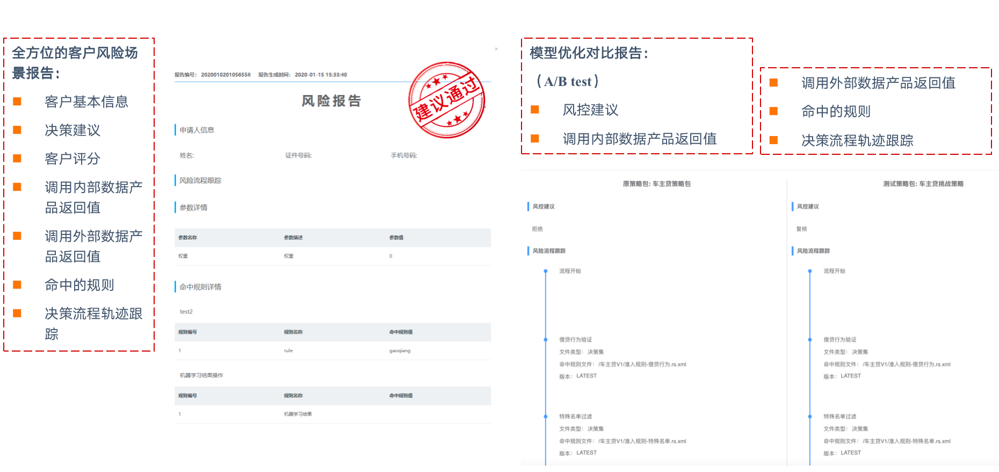 全方位的客户风险场
景报告：
客户基本信息
决策建议
客户评分
调用内部数据产
品返回值
调用外部数据产
品返回值
命中的规则
决策流程轨迹跟
踪
×
报告编号： 2020010201056558 报告生成时间： 2020-01-15 15:33:40
风险报告
建议通过
申请人信息
姓名: 证件号码: 手机号码:
风险流程跟踪
参数详情
参数名称 参数描述 参数值
权重 权重 0
命中规则详情
test2
规则编号 规则名称 命中规则值
1 rule gaoqiang
机器学习结果操作
规则编号 规则名称 命中规则值
1 机器学习结果
模型优化对比报告：
（A/B test）
风控建议
调用内部数据产品返回值
调用外部数据产品返回值
命中的规则
决策流程轨迹跟踪
原策略包: 车主贷策略包
风控建议
拒绝
风险流程跟踪
流程开始
借贷行为验证
文件类型： 决策集
命中规则文件： /车主贷V1/准入规则-借贷行为.rs.xml
版本： LATEST
特殊名单过滤
文件类型： 决策集
命中规则文件： /车主贷V1/准入规则-特殊名单.rs.xml
版本： LATEST
测试策略包: 车主贷挑战策略
风控建议
复核
风险流程跟踪
流程开始
借贷行为验证
文件类型： 决策集
命中规则文件： /车主贷V1/准入规则-借贷行为.rs.xml
版本： LATEST
特殊名单过滤
文件类型： 决策集
命中规则文件： /车主贷V1/准入规则-特殊名单.rs.xml
版本： LATEST